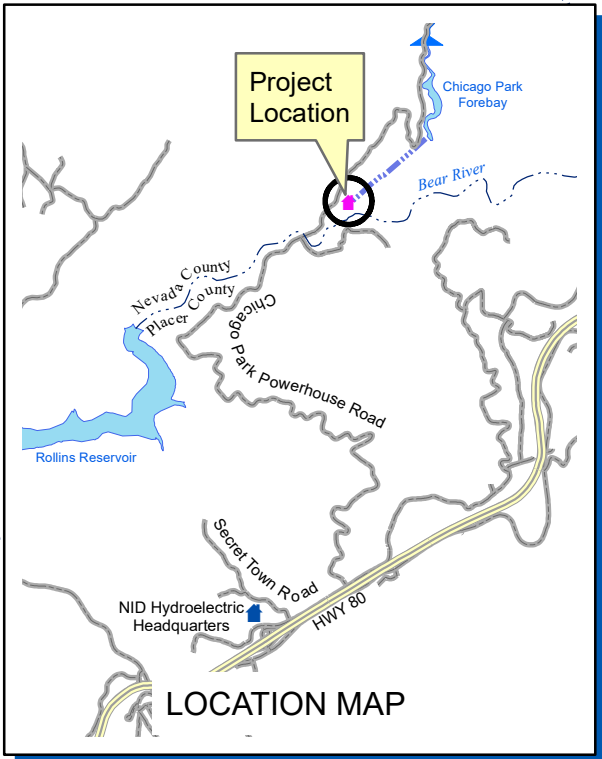 Project
Location
Chicago Park
Forebay
Bear River
Nevada County
Placer County
Chicago Park Powerhouse Road
Rollins Reservoir
Secret Town Road
NID Hydroelectric
Headquarters
HWY 80
LOCATION MAP